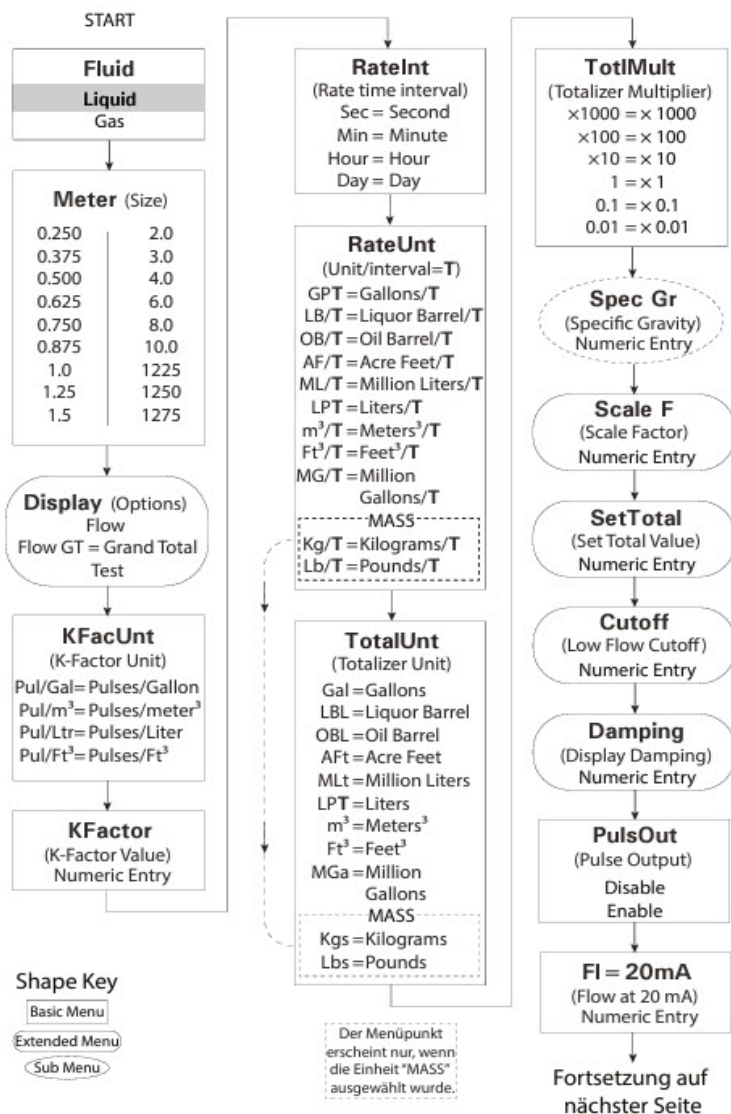 START
Fluid
Liquid
Gas
Meter (Size)
0.250 2.0
0.375 3.0
0.500 4.0
0.625 6.0
0.750 8.0
0.875 10.0
1.0 1225
1.25 1250
1.5 1275
Display (Options)
Flow
Flow GT = Grand Total
Test
KFacUnt
(K-Factor Unit)
Pul/Gal= Pulses/Gallon
Pul/m³= Pulses/meter³
Pul/Ltr= Pulses/Liter
Pul/Ft³= Pulses/Ft³
KFactor
(K-Factor Value)
Numeric Entry
Shape Key
Basic Menu
Extended Menu
Sub Menu
RateInt
(Rate time interval)
Sec = Second
Min = Minute
Hour = Hour
Day = Day
RateUnt
(Unit/interval=T)
GPT = Gallons/T
LB/T = Liquor Barrel/T
OB/T = Oil Barrel/T
AF/T = Acre Feet/T
ML/T = Million Liters/T
LPT = Liters/T
m³/T = Meters³/T
Ft³/T = Feet³/T
MG/T = Million
Gallons/T
MASS
Kg/T = Kilograms/T
Lb/T = Pounds/T
TotalUnt
(Totalizer Unit)
Gal = Gallons
LBL = Liquor Barrel
OBL = Oil Barrel
AFt = Acre Feet
MLt = Million Liters
LPT = Liters
m³ = Meters³
Ft³ = Feet³
MGa = Million
Gallons
MASS
Kgs = Kilograms
Lbs = Pounds
Der Menüpunkt
erscheint nur, wenn
die Einheit "MASS"
ausgewählt wurde.
TotlMult
(Totalizer Multiplier)
×1000 = × 1000
×100 = × 100
×10 = × 10
1 = × 1
0.1 = × 0.1
0.01 = × 0.01
Spec Gr
(Specific Gravity)
Numeric Entry
Scale F
(Scale Factor)
Numeric Entry
SetTotal
(Set Total Value)
Numeric Entry
Cutoff
(Low Flow Cutoff)
Numeric Entry
Damping
(Display Damping)
Numeric Entry
PulsOut
(Pulse Output)
Disable
Enable
Fl = 20mA
(Flow at 20 mA)
Numeric Entry
Fortsetzung auf
nächster Seite